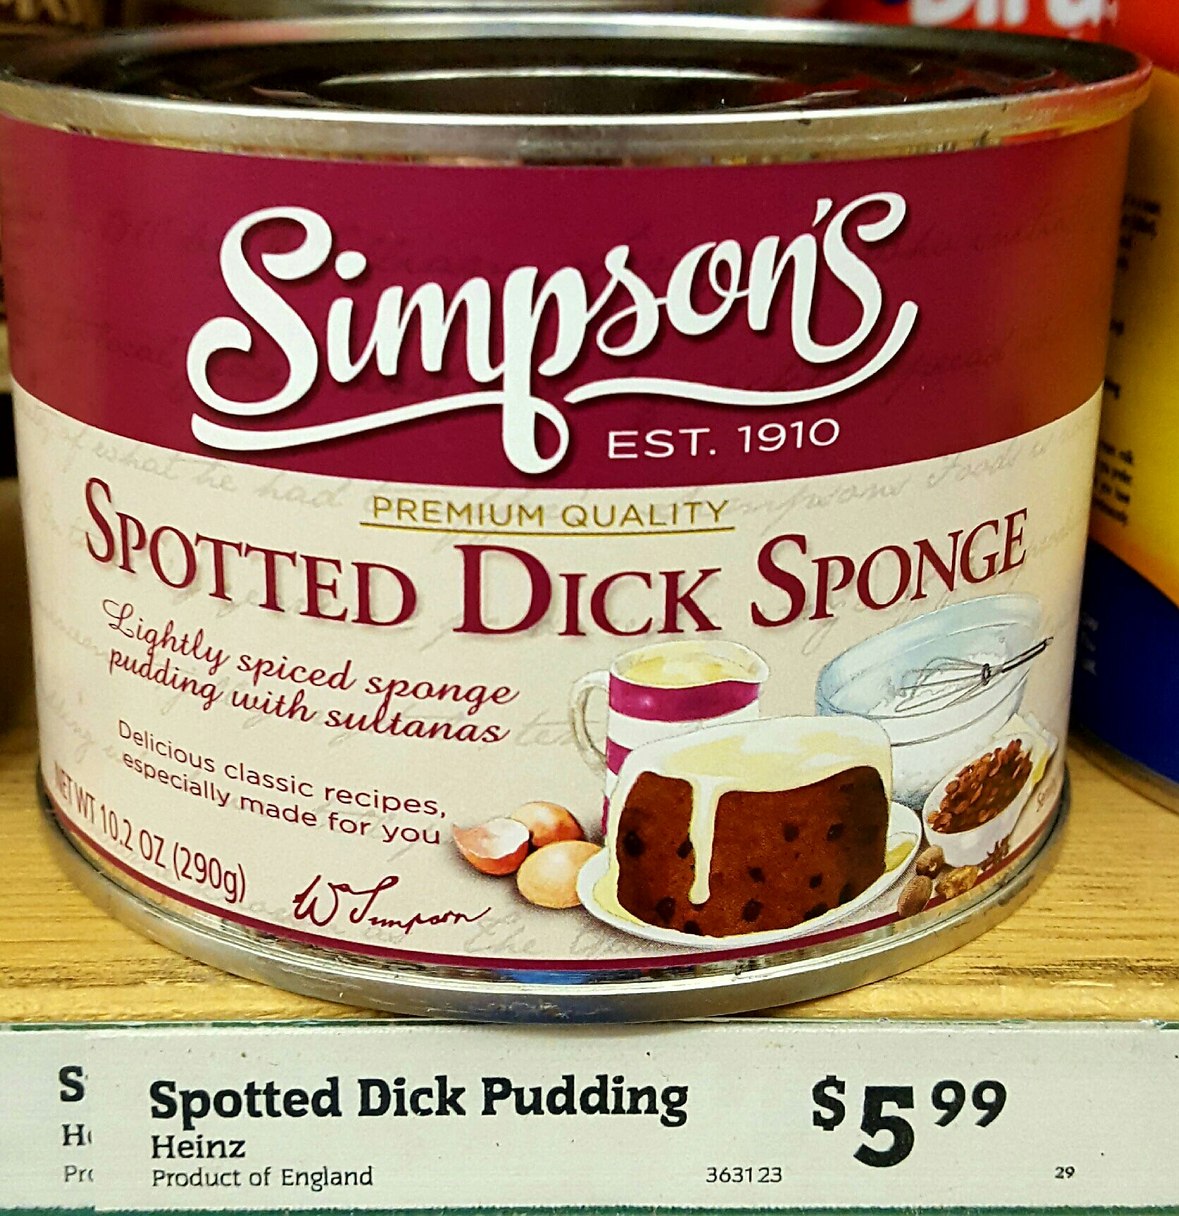 Simpson's
EST. 1910
PREMIUM QUALITY
SPOTTED DICK SPONGE
Lightly spiced sponge
pudding with sultanas
Delicious classic recipes,
especially made for you
NET WT 10.2 OZ (290g)
W Simpson
Spotted Dick Pudding
$5.99
Heinz
Product of England
363123
29